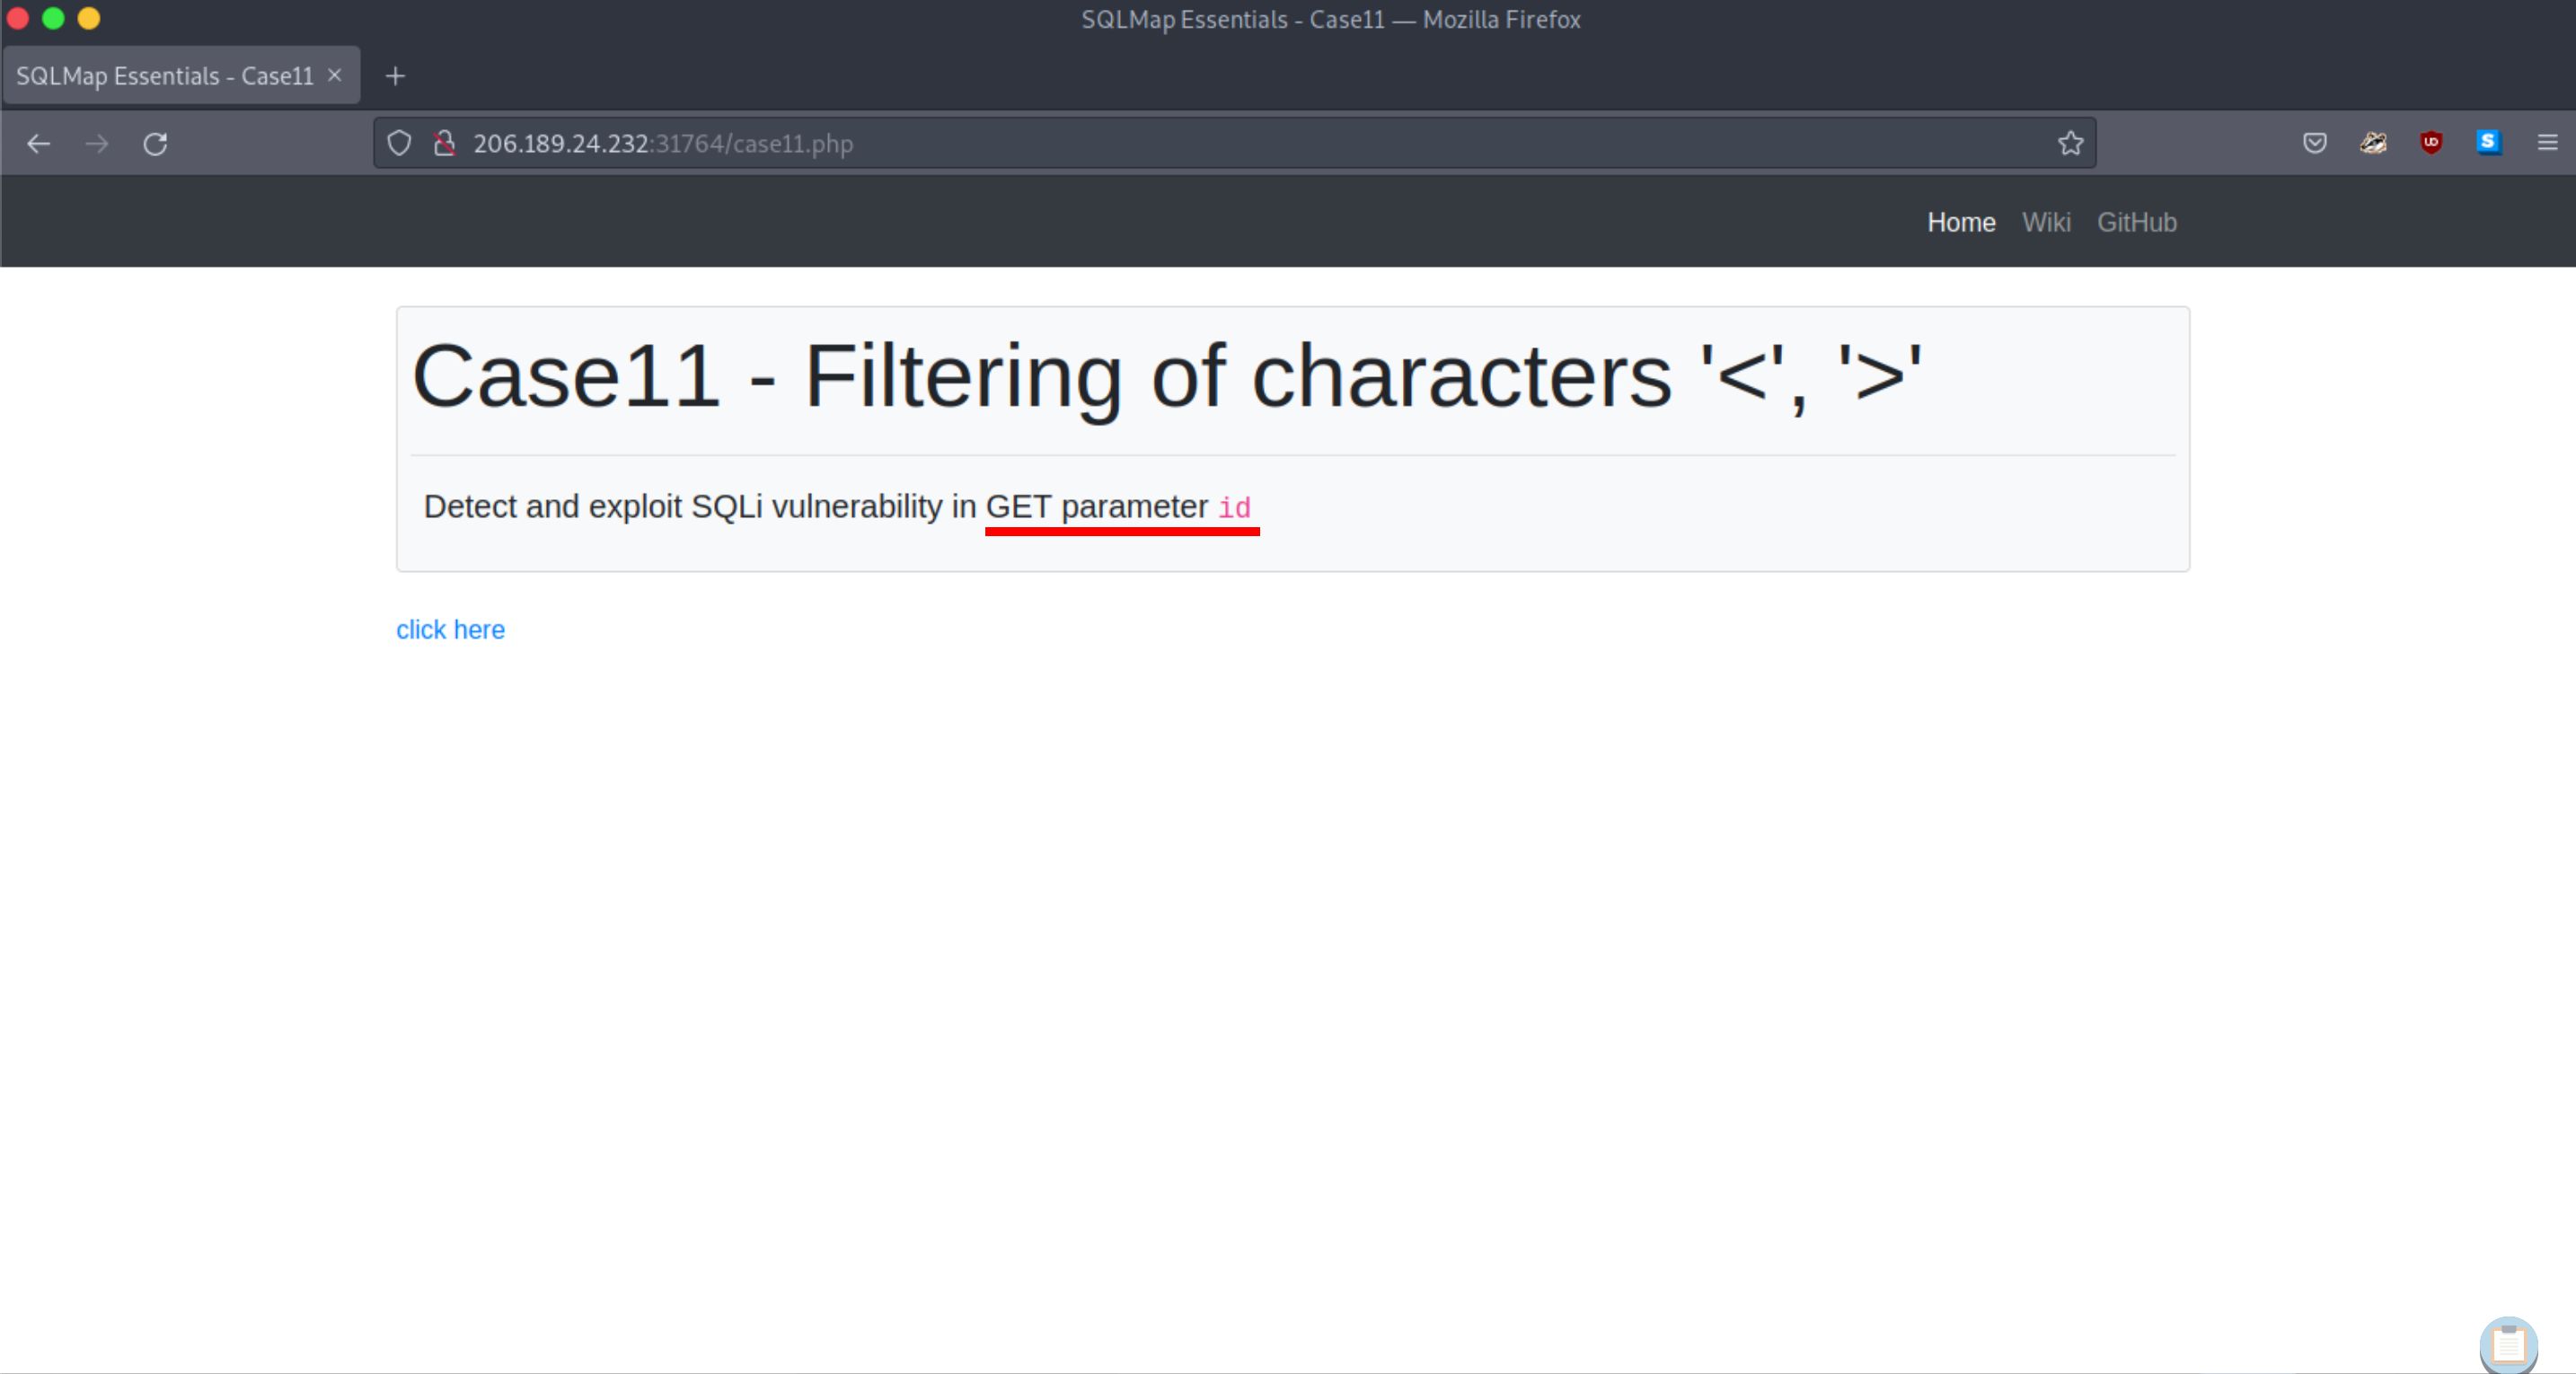 SQLMap Essentials - Case11 — Mozilla Firefox
SQLMap Essentials - Case11
206.189.24.232:31764/case11.php
Home Wiki GitHub
Case11 - Filtering of characters '<', '>'
Detect and exploit SQLi vulnerability in GET parameter id
click here